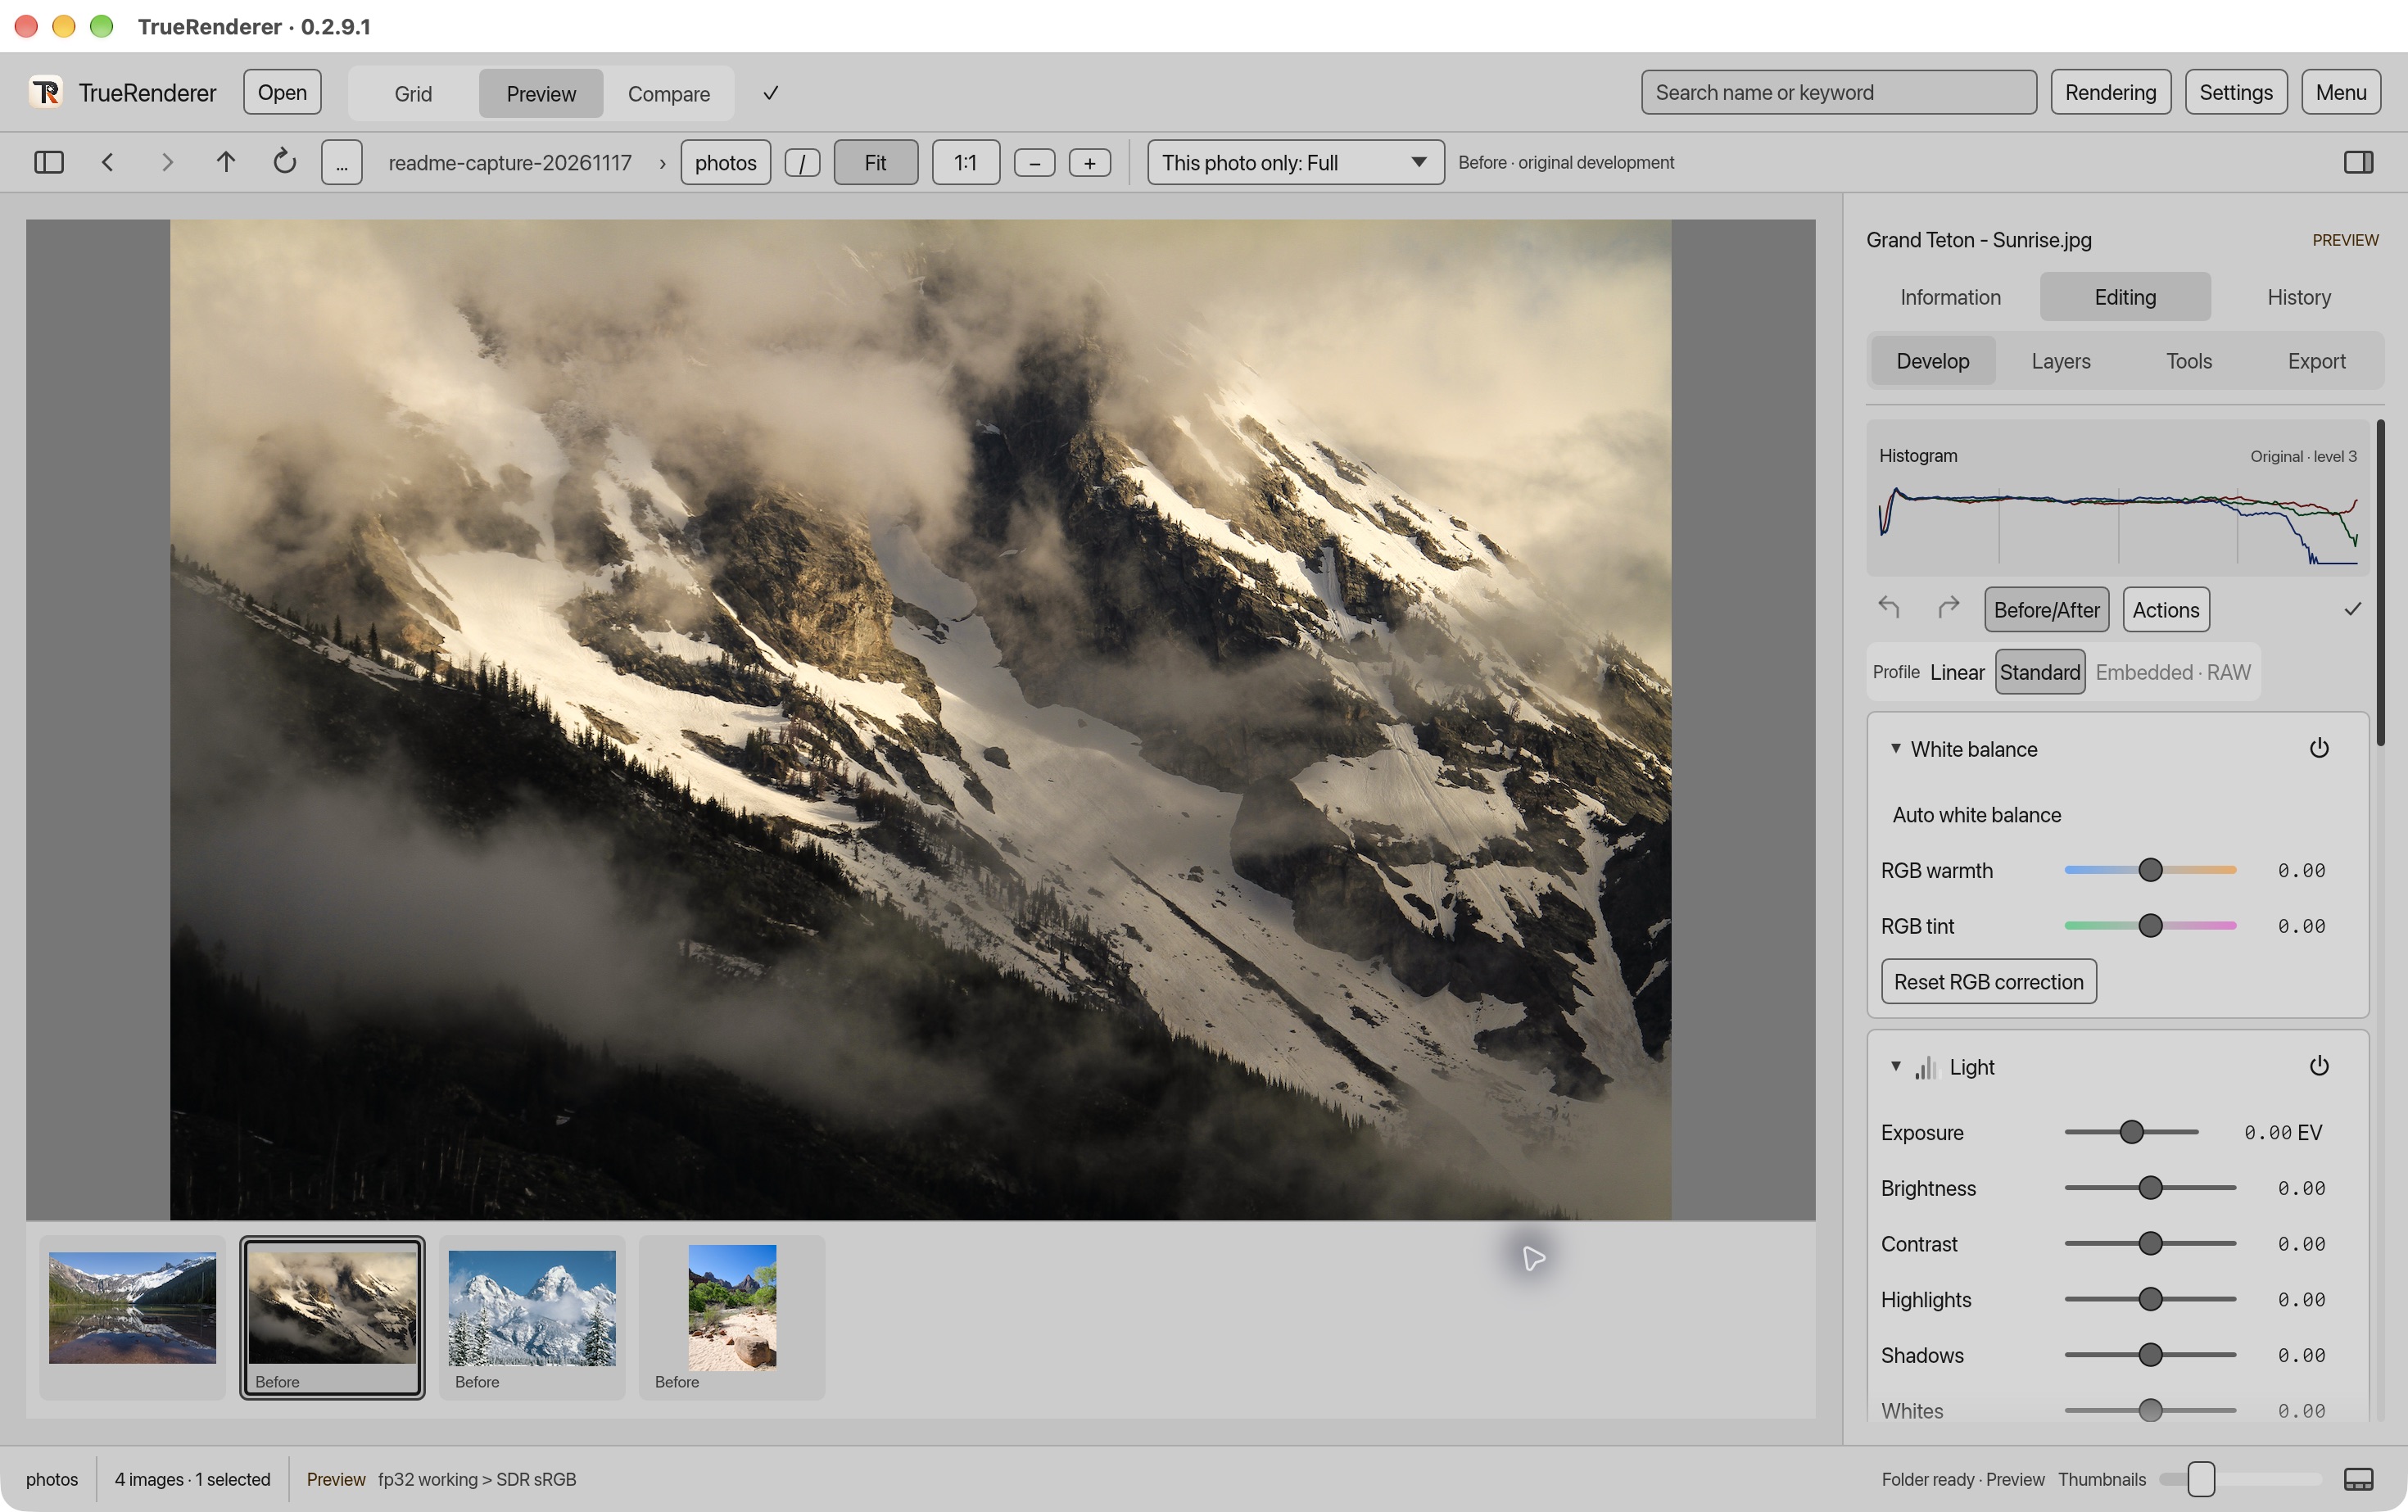 TrueRenderer · 0.2.9.1
TR TrueRenderer Open Grid Preview Compare Search name or keyword Rendering Settings Menu
... readme-capture-20261117 › photos / Fit 1:1 − + This photo only: Full Before · original development
Grand Teton - Sunrise.jpg PREVIEW
Information Editing History
Develop Layers Tools Export
Histogram Original · level 3
Before/After Actions
Profile Linear Standard Embedded · RAW
White balance
Auto white balance
RGB warmth 0.00
RGB tint 0.00
Reset RGB correction
Light
Exposure 0.00 EV
Brightness 0.00
Contrast 0.00
Highlights 0.00
Shadows 0.00
Whites 0.00
Before Before Before
photos 4 images · 1 selected Preview fp32 working > SDR sRGB Folder ready · Preview Thumbnails